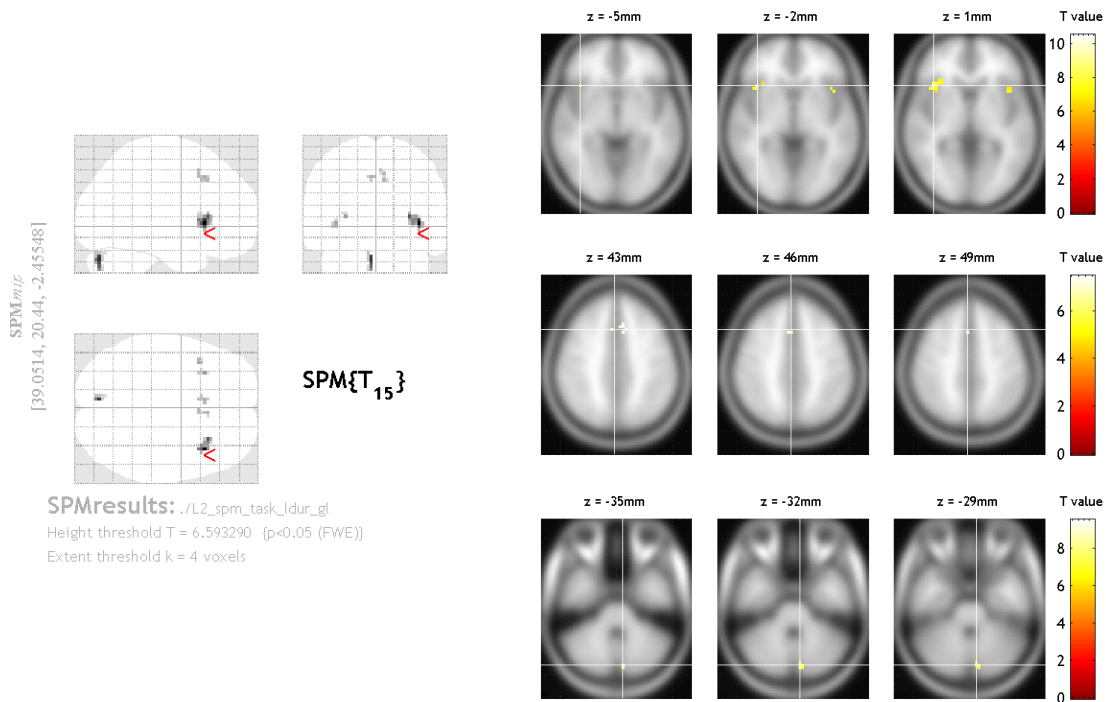 z = -5mm
z = -2mm
z = 1mm
T value
10
8
6
4
2
0
SPMmip
[39.0514, 20.44, -2.45548]
<
<
<
SPM{T15}
z = 43mm
z = 46mm
z = 49mm
T value
6
4
2
0
SPMresults: ./L2_spm_task_ldur_gl
Height threshold T = 6.593290 {p<0.05 (FWE)}
Extent threshold k = 4 voxels
z = -35mm
z = -32mm
z = -29mm
T value
8
6
4
2
0